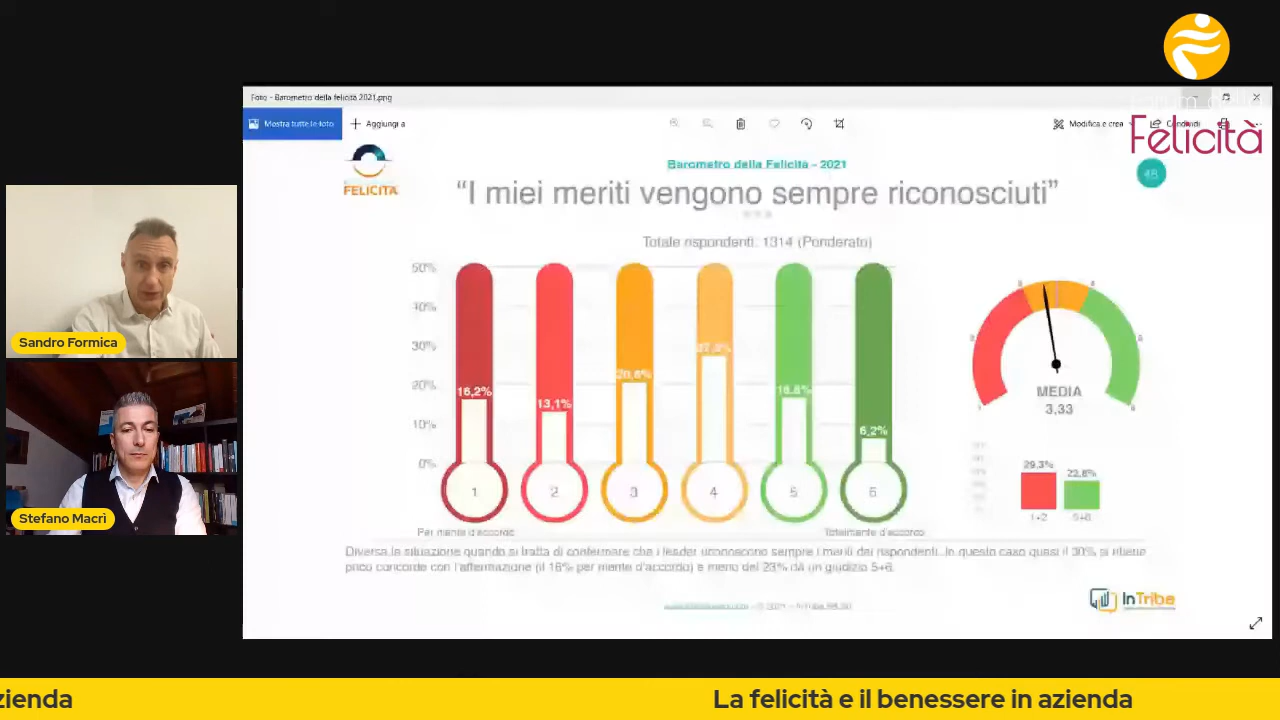 Foto - Barometro della felicità 2021.png
Mostra tutte le foto
Aggiungi a
Modifica e crea
Condividi
Felicità
FELICITÀ
Barometro della Felicità - 2021
48
“I miei meriti vengono sempre riconosciuti”
Totale rispondenti: 1314 (Ponderato)
50%
40%
30%
20%
10%
0%
16,2%
13,1%
20,6%
6,2%
1
2
3
4
5
6
Per niente d'accordo
Totalmente d'accordo
MEDIA
3,33
29,3%
22,8%
1+2
5+6
Diversa la situazione quando si tratta di confermare che i leader riconoscono sempre i meriti dei rispondenti. In questo caso quasi il 30% si ritiene
poco concorde con l'affermazione (il 16% per niente d'accordo) e meno del 23% dà un giudizio 5+6.
InTribe
Sandro Formica
Stefano Macrì
zienda
La felicità e il benessere in azienda